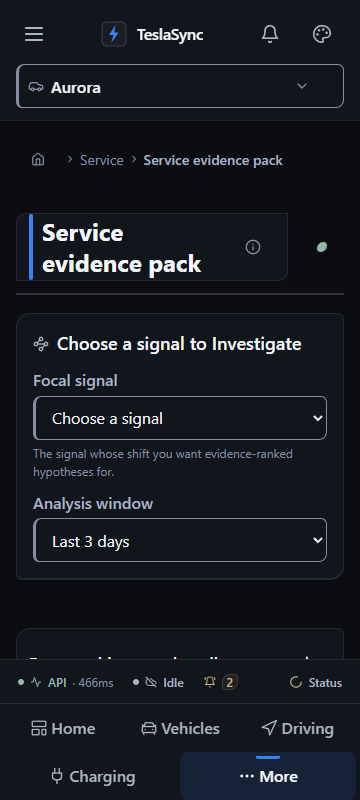 TeslaSync
Aurora
Service
Service evidence pack
Service
evidence pack
Choose a signal to Investigate
Focal signal
Choose a signal
The signal whose shift you want evidence-ranked
hypotheses for.
Analysis window
Last 3 days
API · 466ms
Idle
2
Status
Home
Vehicles
Driving
Charging
More